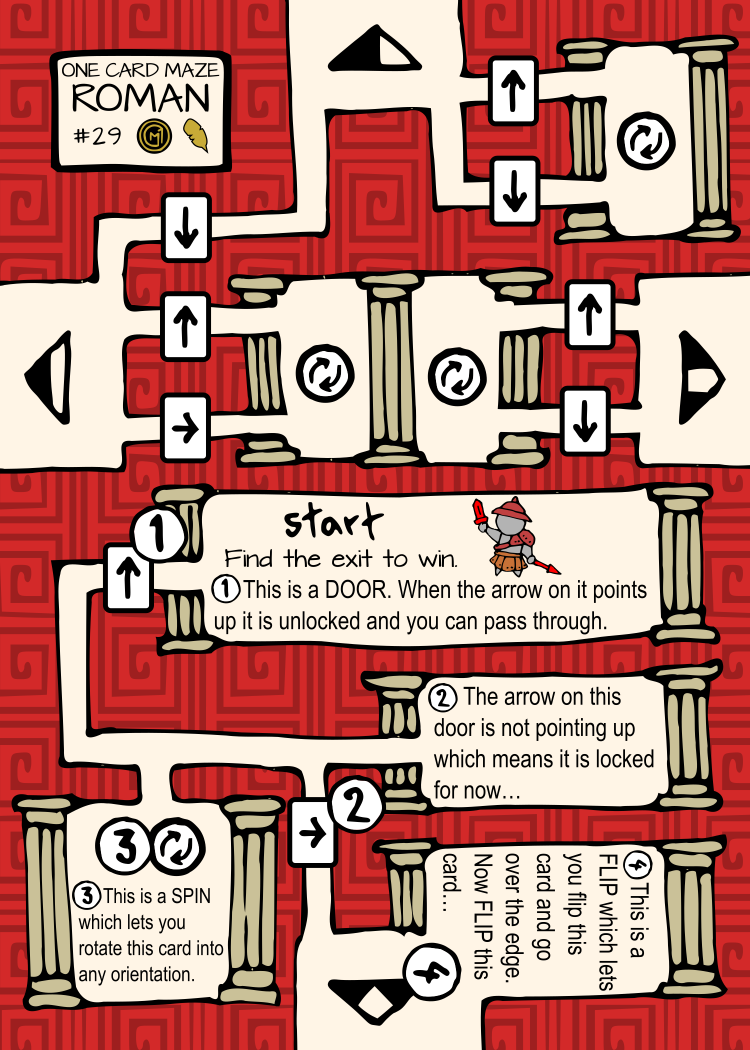 ONE CARD MAZE
ROMAN
#29
start
Find the exit to win.
1
1 This is a DOOR. When the arrow on it points
up it is unlocked and you can pass through.
2 The arrow on this
door is not pointing up
which means it is locked
for now...
2
3
3 This is a SPIN
which lets you
rotate this card into
any orientation.
4 This is a
FLIP which lets
you flip this
card and go
over the edge.
Now FLIP this
card...
4